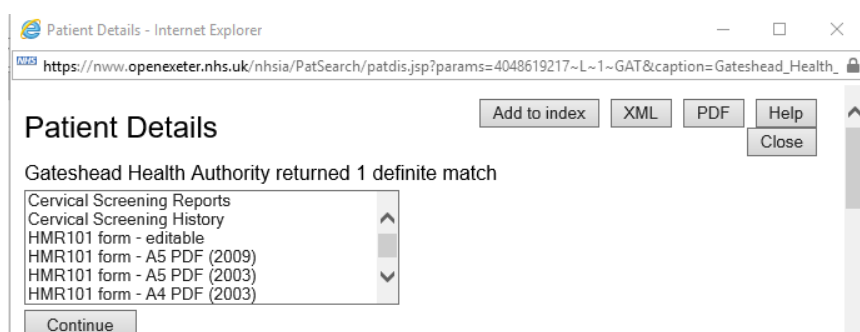 Patient Details - Internet Explorer
NHS https://nww.openexeter.nhs.uk/nhsia/PatSearch/patdis.jsp?params=4048619217~L~1~GAT&caption=Gateshead_Health_
Add to index XML PDF Help
Patient Details
Close
Gateshead Health Authority returned 1 definite match
Cervical Screening Reports
Cervical Screening History
HMR101 form - editable
HMR101 form - A5 PDF (2009)
HMR101 form - A5 PDF (2003)
HMR101 form - A4 PDF (2003)
Continue